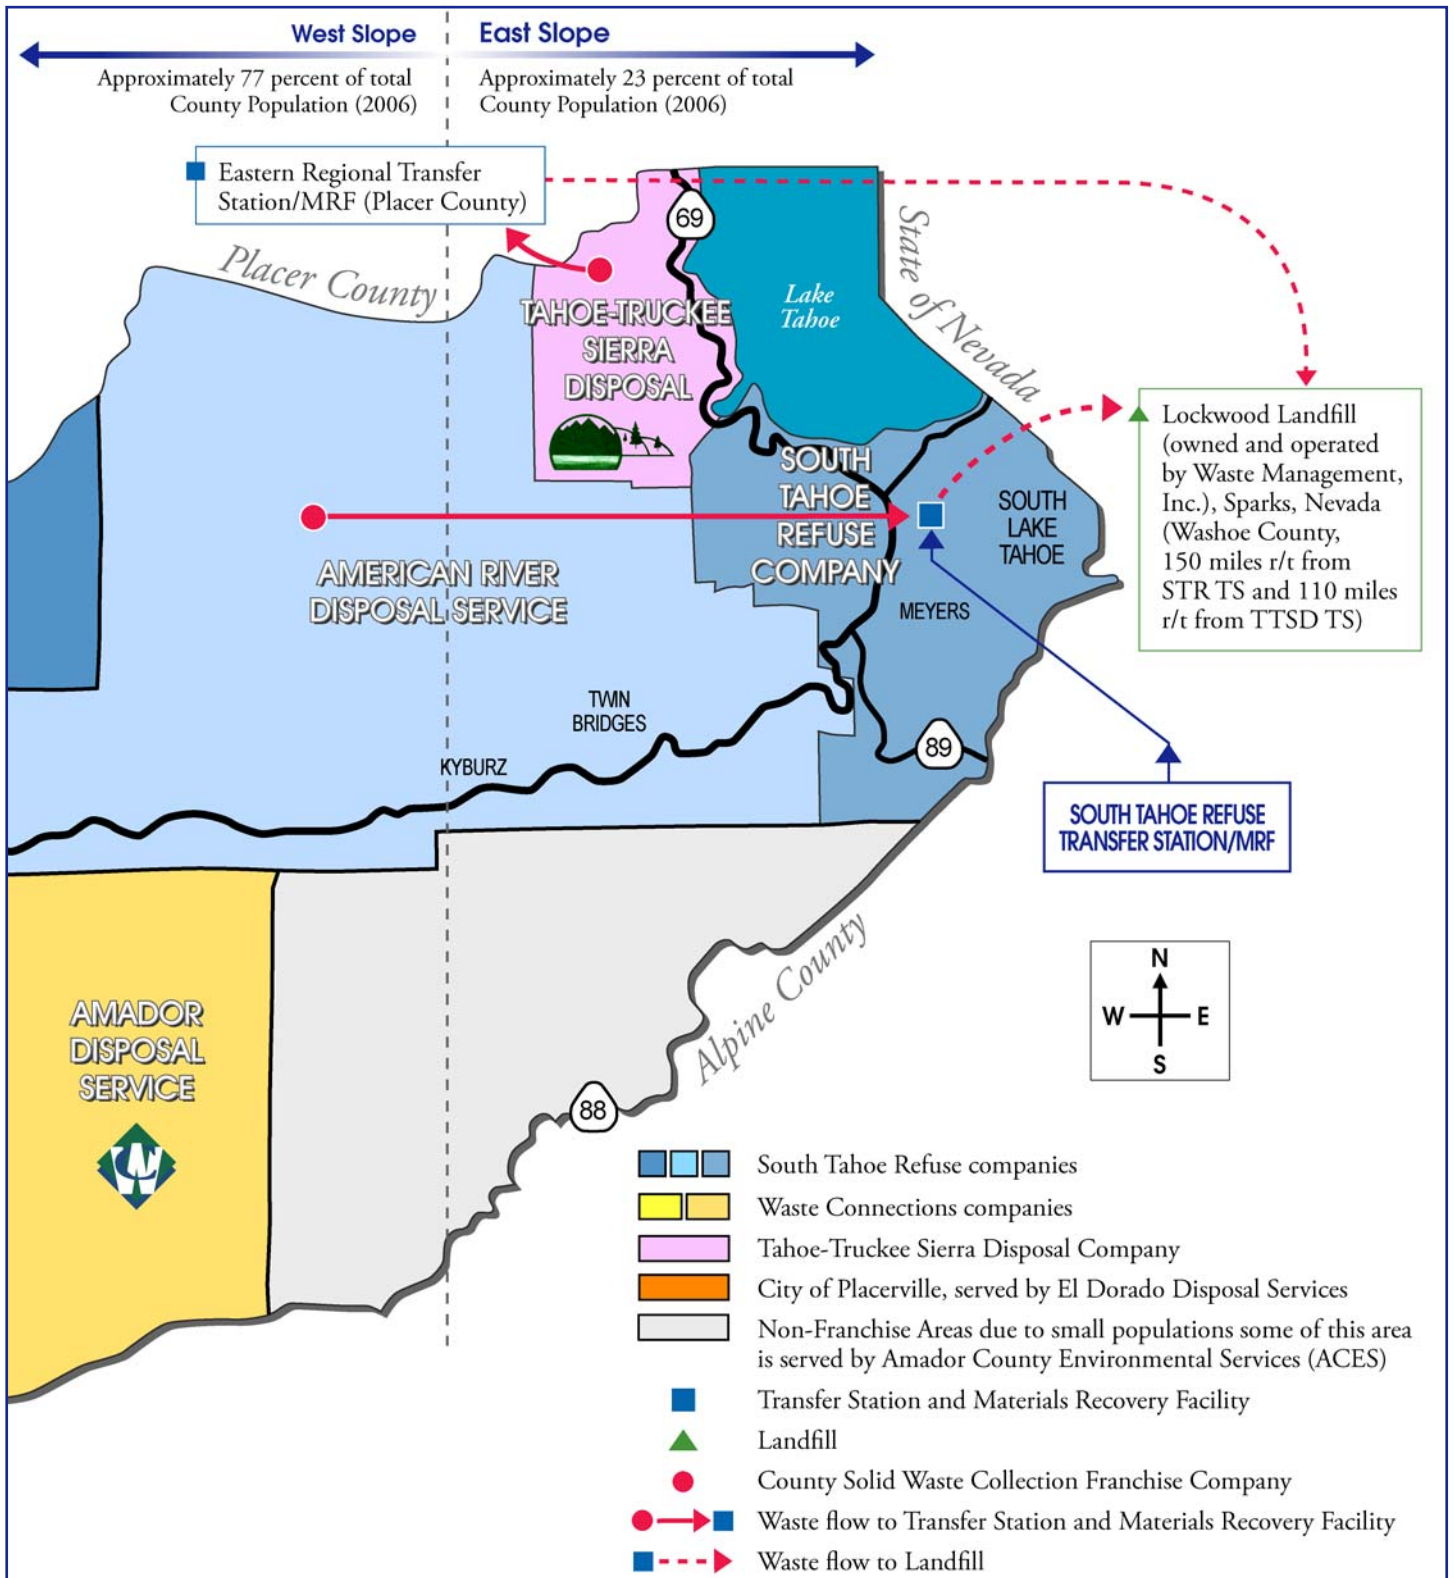 West Slope
East Slope
Approximately 77 percent of total
County Population (2006)
Approximately 23 percent of total
County Population (2006)
Eastern Regional Transfer
Station/MRF (Placer County)
69
Placer County
State of Nevada
Lake
Tahoe
TAHOE-TRUCKEE
SIERRA
DISPOSAL
Lockwood Landfill
(owned and operated
by Waste Management,
Inc.), Sparks, Nevada
(Washoe County,
150 miles r/t from
STR TS and 110 miles
r/t from TTSD TS)
SOUTH
TAHOE
REFUSE
COMPANY
SOUTH
LAKE
TAHOE
AMERICAN RIVER
DISPOSAL SERVICE
MEYERS
TWIN
BRIDGES
KYBURZ
89
SOUTH TAHOE REFUSE
TRANSFER STATION/MRF
Alpine County
N
W
E
S
AMADOR
DISPOSAL
SERVICE
88
South Tahoe Refuse companies
Waste Connections companies
Tahoe-Truckee Sierra Disposal Company
City of Placerville, served by El Dorado Disposal Services
Non-Franchise Areas due to small populations some of this area
is served by Amador County Environmental Services (ACES)
Transfer Station and Materials Recovery Facility
Landfill
County Solid Waste Collection Franchise Company
Waste flow to Transfer Station and Materials Recovery Facility
Waste flow to Landfill